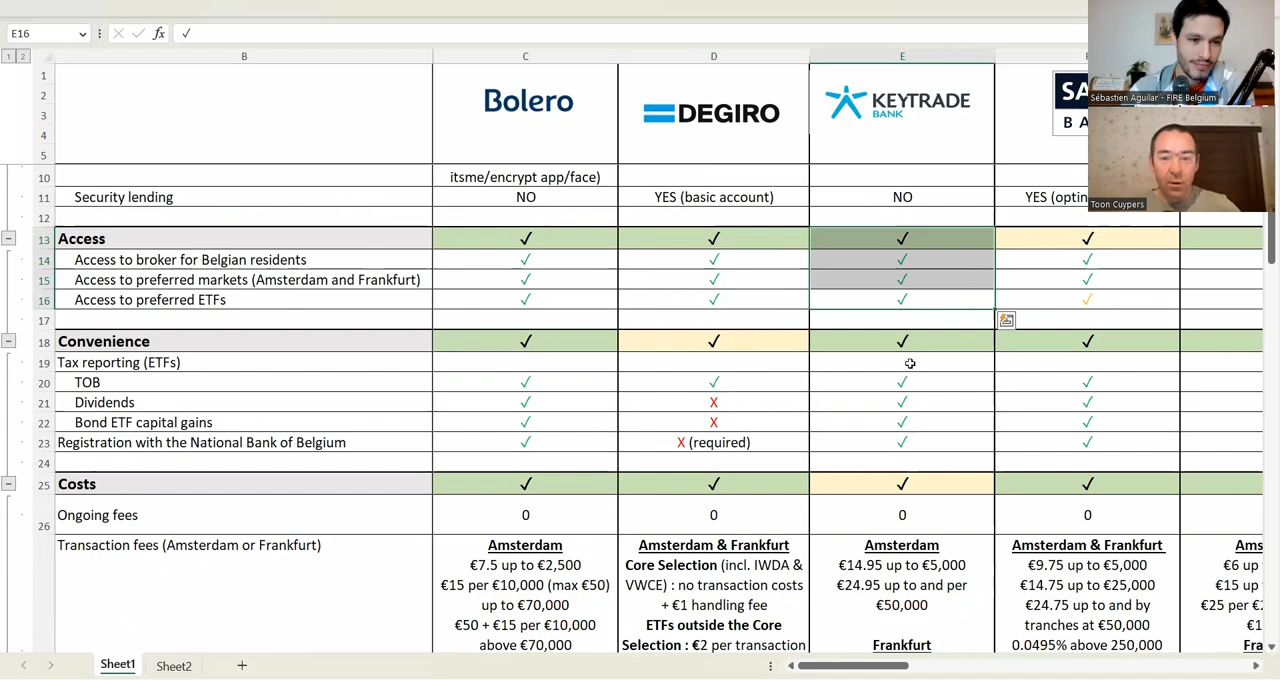 E16 fx ✓
1 2 B C D E
1
2 Bolero DEGIRO KEYTRADE BANK SA
3 BA
4
5
10 itsme/encrypt app/face)
11 Security lending NO YES (basic account) NO YES (optin
12
13 Access ✓ ✓ ✓ ✓
14 Access to broker for Belgian residents ✓ ✓ ✓ ✓
15 Access to preferred markets (Amsterdam and Frankfurt) ✓ ✓ ✓ ✓
16 Access to preferred ETFs ✓ ✓ ✓ ✓
17
18 Convenience ✓ ✓ ✓ ✓
19 Tax reporting (ETFs)
20 TOB ✓ ✓ ✓ ✓
21 Dividends ✓ X ✓ ✓
22 Bond ETF capital gains ✓ X ✓ ✓
23 Registration with the National Bank of Belgium ✓ X (required) ✓ ✓
24
25 Costs ✓ ✓ ✓ ✓
26 Ongoing fees 0 0 0 0
Transaction fees (Amsterdam or Frankfurt) Amsterdam Amsterdam & Frankfurt Amsterdam Amsterdam & Frankfurt Ams
€7.5 up to €2,500 Core Selection (incl. IWDA & €14.95 up to €5,000 €9.75 up to €5,000 €6 up
€15 per €10,000 (max €50) VWCE) : no transaction costs €24.95 up to and per €14.75 up to €25,000 €15 up
up to €70,000 + €1 handling fee €50,000 €24.75 up to and by €25 per €2
€50 + €15 per €10,000 ETFs outside the Core tranches at €50,000 €1
above €70,000 Selection : €2 per transaction Frankfurt 0.0495% above 250,000 Fra
Sheet1 Sheet2 +
Sébastien Aguilar - FIRE Belgium
Toon Cuypers